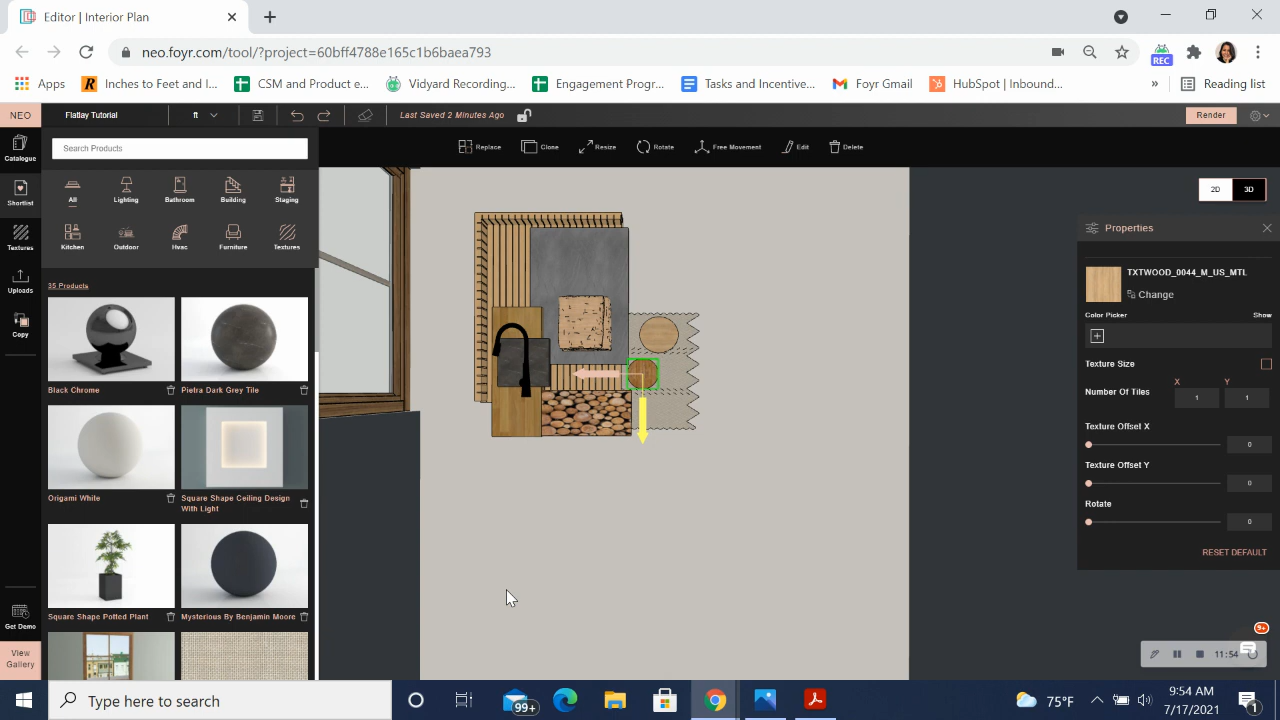 Editor | Interior Plan
neo.foyr.com/tool/?project=60bff4788e165c1b6baea793
REC
Apps
R
Inches to Feet and I...
CSM and Product e...
Vidyard Recording...
Engagement Progr...
Tasks and Incentive...
Foyr Gmail
HubSpot | Inbound...
»
Reading list
NEO
Flatlay Tutorial
ft
Last Saved 2 Minutes Ago
Render
Catalogue
Shortlist
Textures
Uploads
Copy
Get Demo
View
Gallery
Search Products
All
Lighting
Bathroom
Building
Staging
Kitchen
Outdoor
Hvac
Furniture
Textures
35 Products
Black Chrome
Pietra Dark Grey Tile
Origami White
Square Shape Ceiling Design
With Light
Square Shape Potted Plant
Mysterious By Benjamin Moore
Replace
Clone
Resize
Rotate
Free Movement
Edit
Delete
2D
3D
Properties
TXTWOOD_0044_M_US_MTL
Change
Color Picker
Show
Texture Size
X
Y
Number Of Tiles
1
1
Texture Offset X
0
Texture Offset Y
0
Rotate
0
RESET DEFAULT
9+
11:54
Type here to search
99+
75°F
9:54 AM
7/17/2021
1